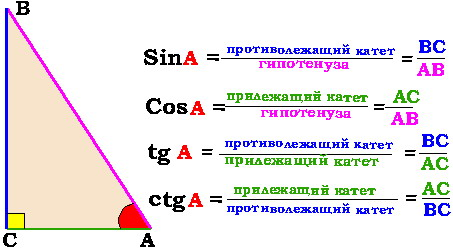 B
SinA = противолежащий катет / гипотенуза = BC / AB
CosA = прилежащий катет / гипотенуза = AC / AB
tg A = противолежащий катет / прилежащий катет = BC / AC
ctgA = прилежащий катет / противолежащий катет = AC / BC
C A